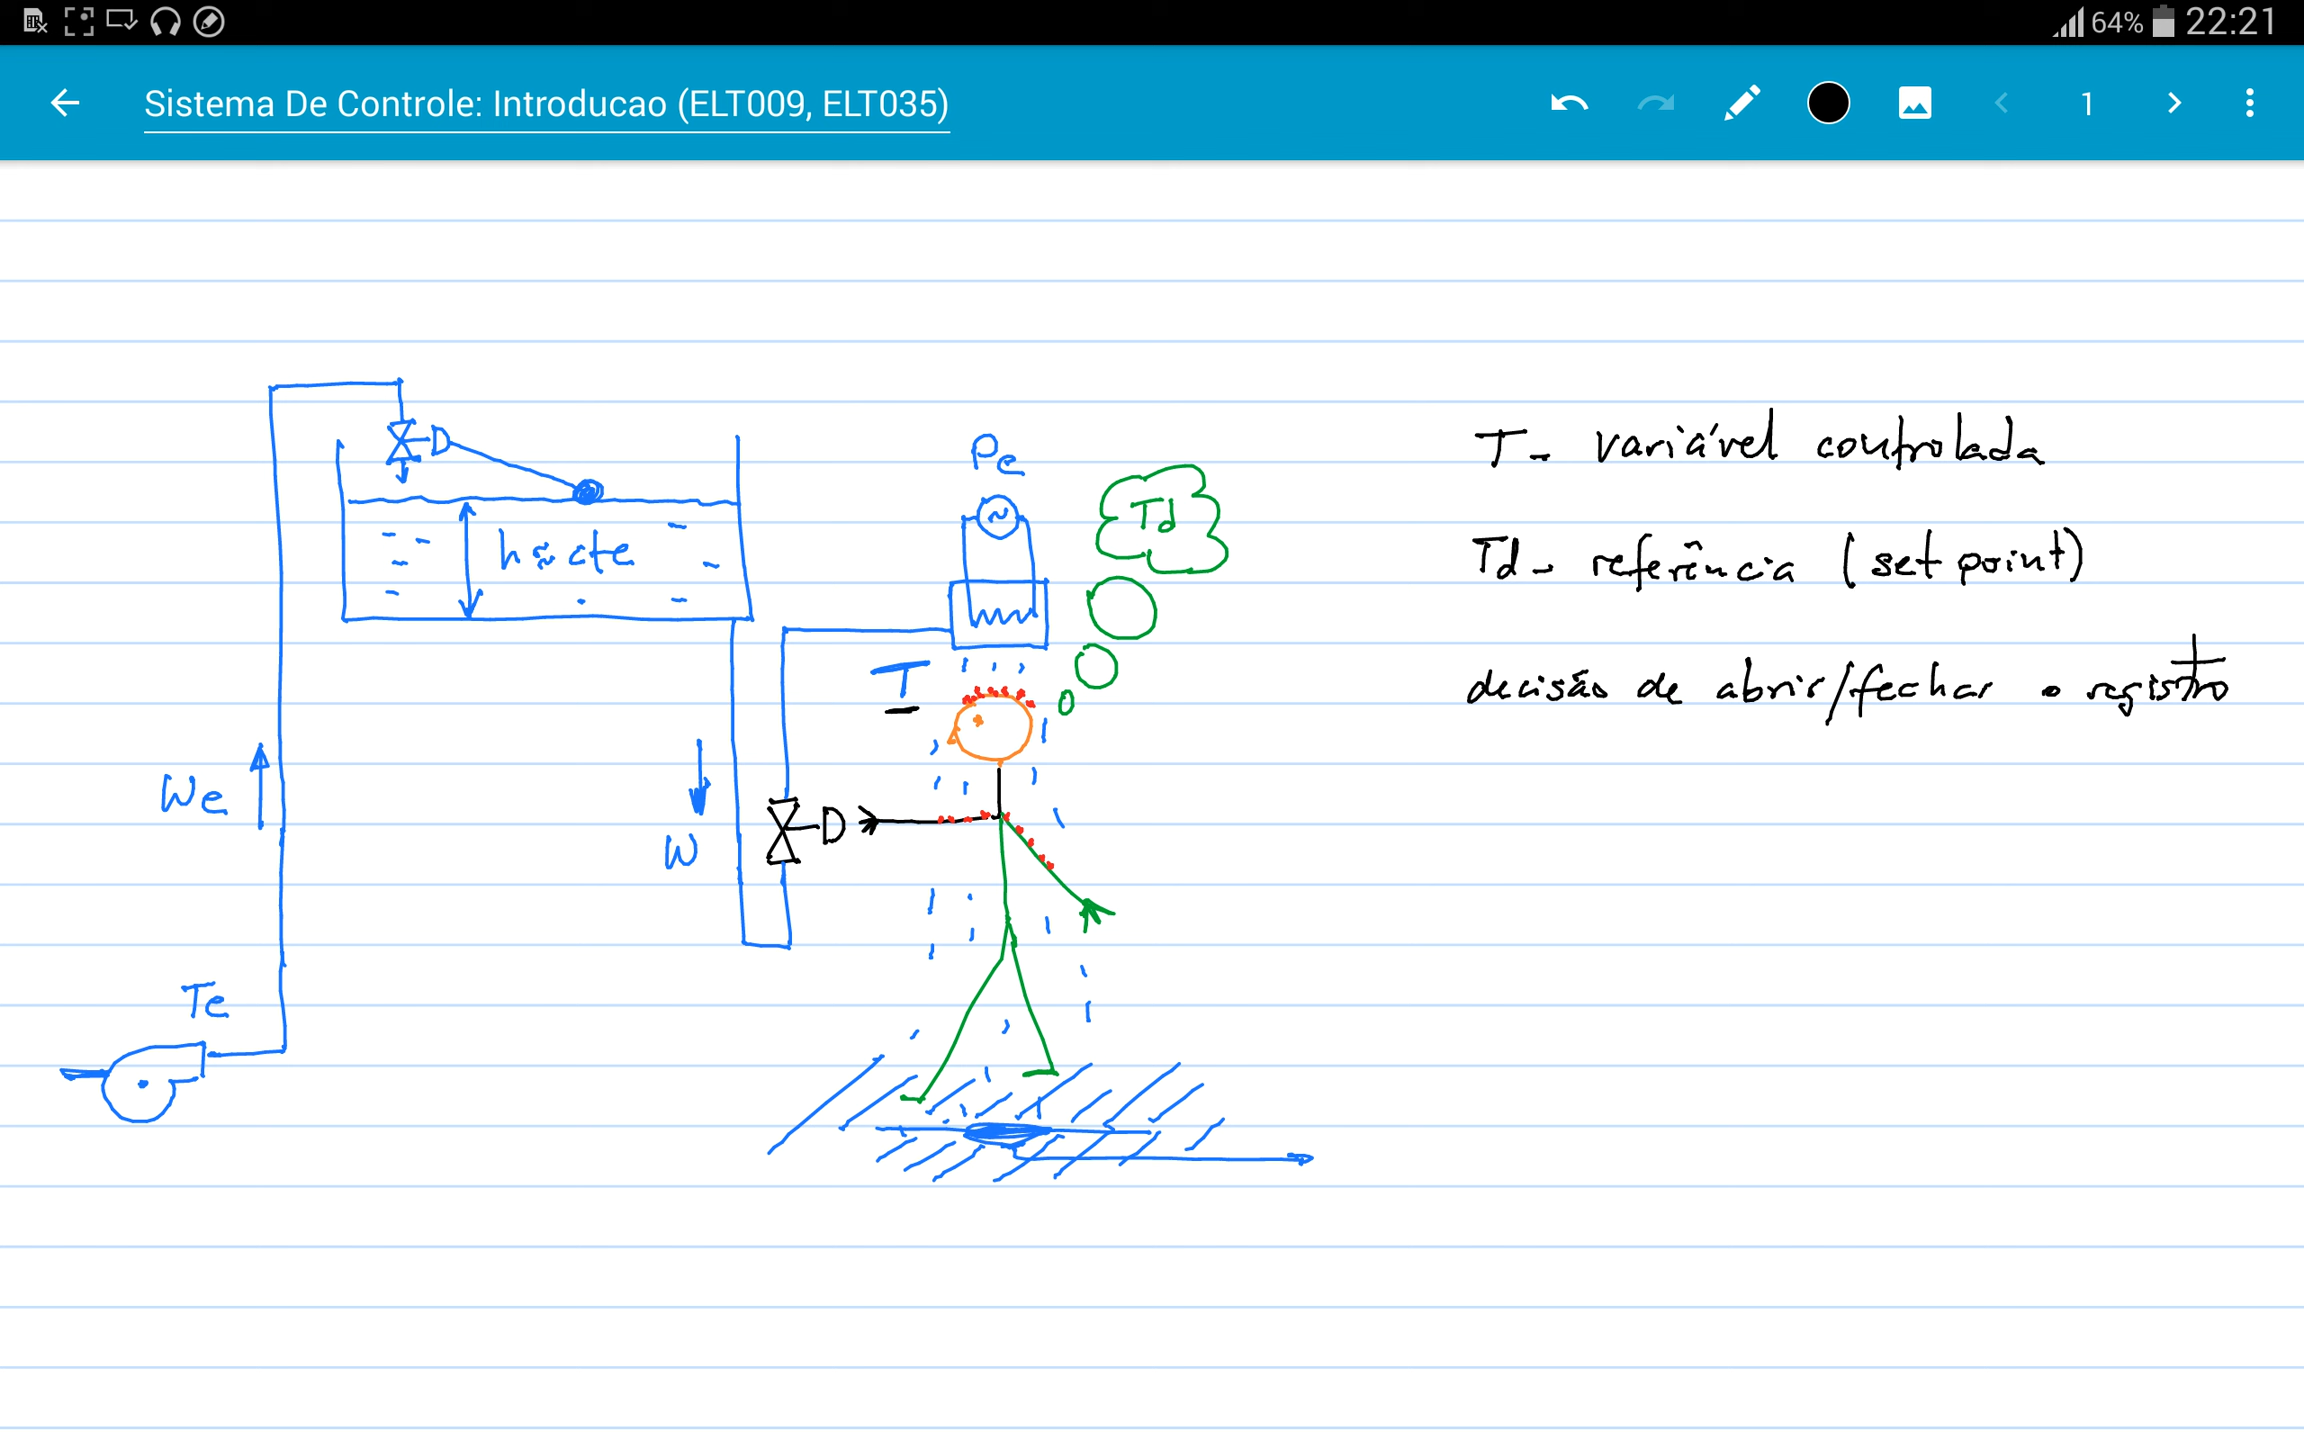 64% 22:21
Sistema De Controle: Introducao (ELT009, ELT035)
1
T - variável controlada
Pe
Td
h ≈ cte
Td - referência (set point)
T
decisão de abrir/fechar o registro
We
W
D
D
Te